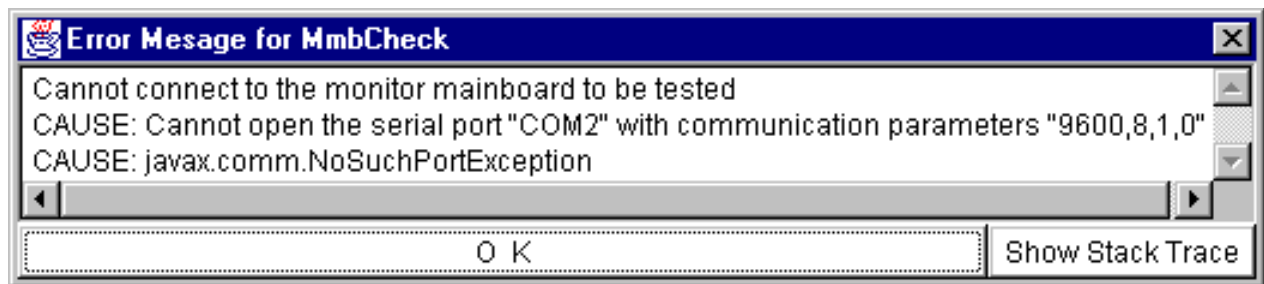 Error Mesage for MmbCheck
Cannot connect to the monitor mainboard to be tested
CAUSE: Cannot open the serial port "COM2" with communication parameters "9600,8,1,0"
CAUSE: javax.comm.NoSuchPortException
O K
Show Stack Trace